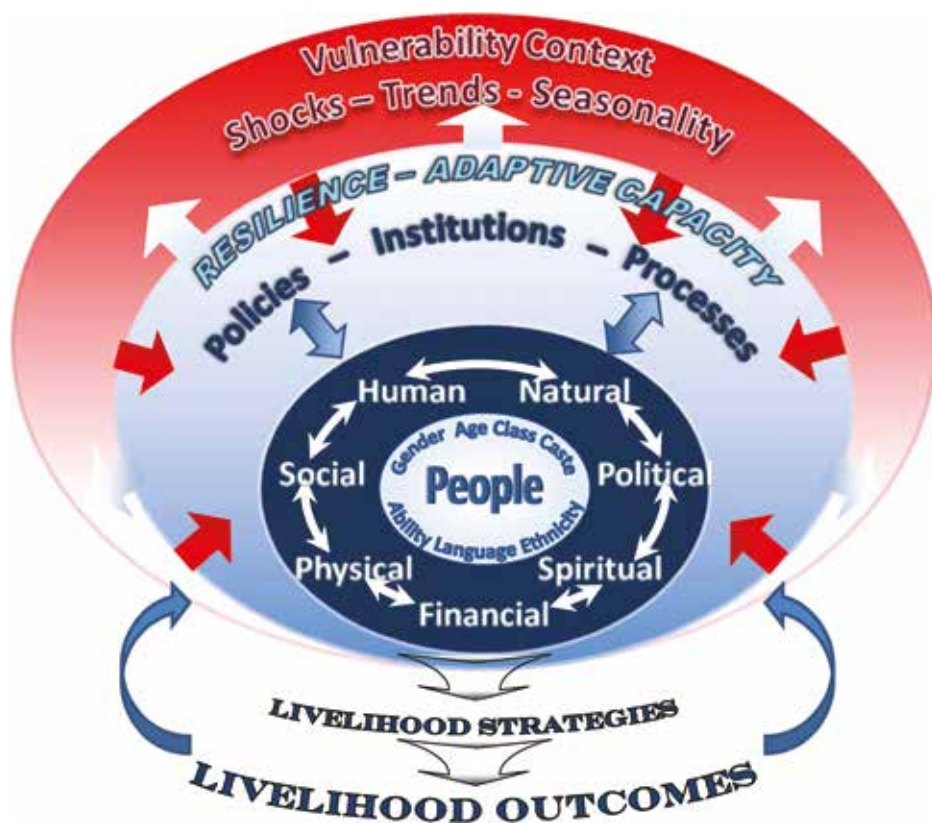 Vulnerability Context
Shocks – Trends - Seasonality
RESILIENCE – ADAPTIVE CAPACITY
Policies – Institutions – Processes
Human Natural
Gender Age Class Caste
Social People Political
Ability Language Ethnicity
Physical Spiritual
Financial
LIVELIHOOD STRATEGIES
LIVELIHOOD OUTCOMES